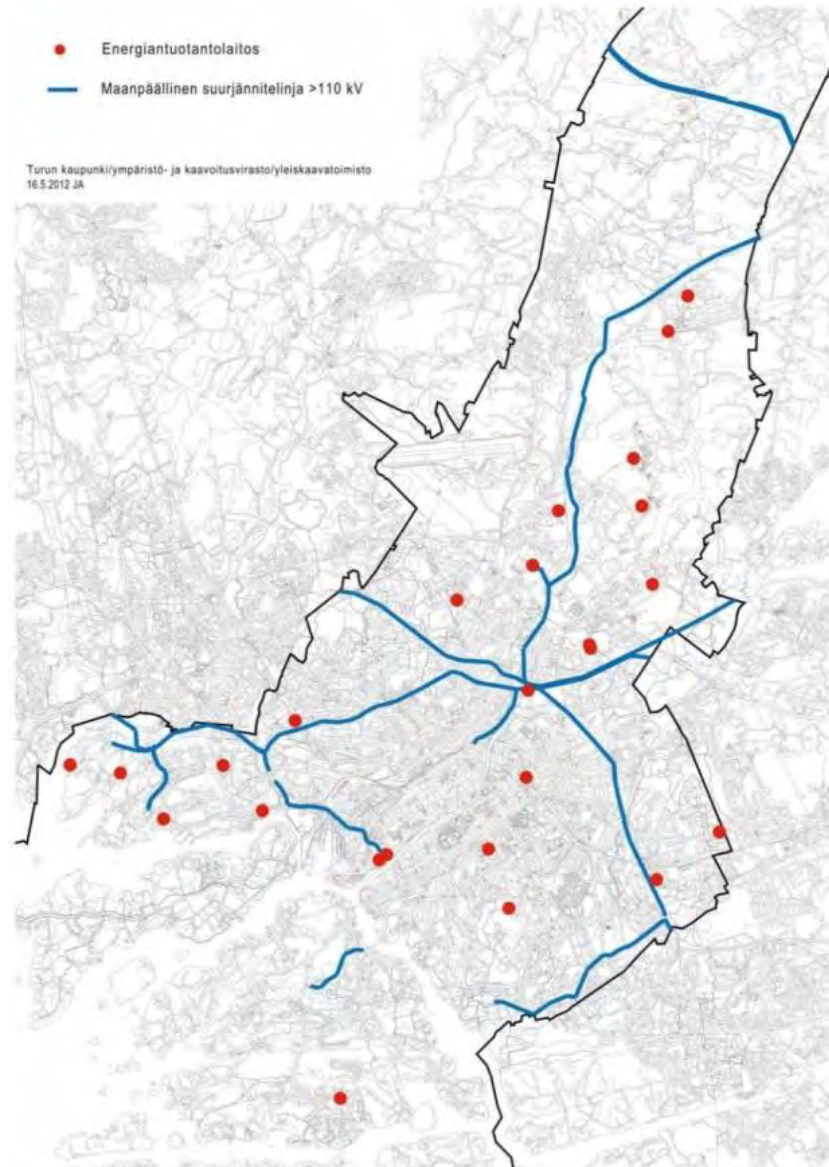 Energiantuotantolaitos
Maanpäällinen suurjännitelinja >110 kV
Turun kaupunki/ympäristö- ja kaavoitusvirasto/yleiskaavatoimisto
16.5.2012 JA